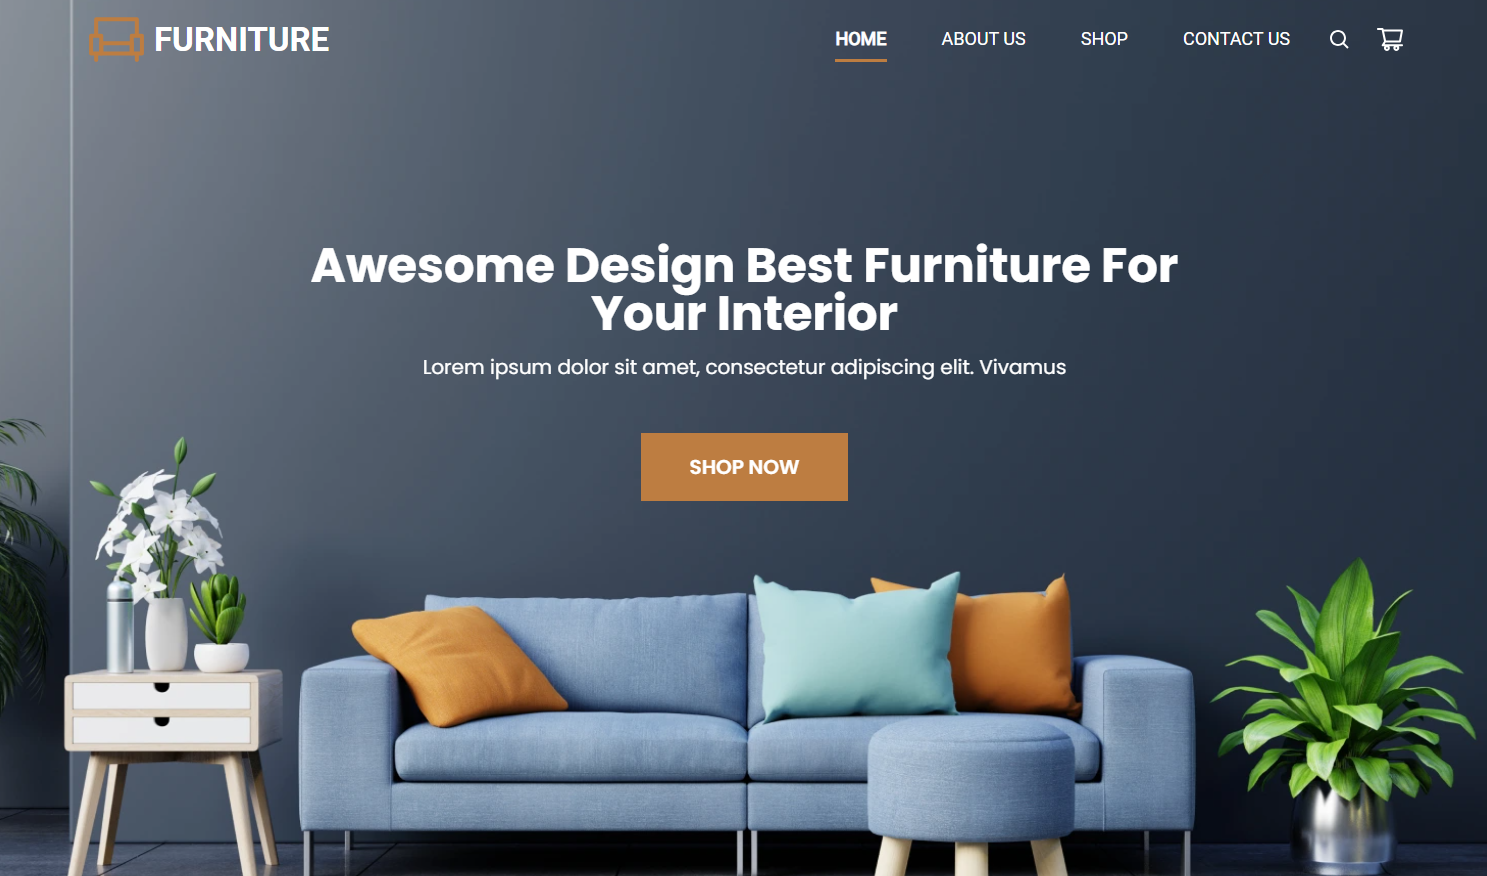 FURNITURE
HOME
ABOUT US
SHOP
CONTACT US
Awesome Design Best Furniture For
Your Interior
Lorem ipsum dolor sit amet, consectetur adipiscing elit. Vivamus
SHOP NOW